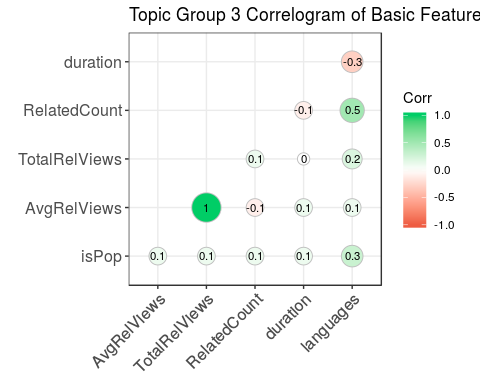 Topic Group 3 Correlogram of Basic Feature
duration
-0.3
RelatedCount
-0.1
0.5
TotalRelViews
0.1
0
0.2
AvgRelViews
1
-0.1
0.1
0.1
isPop
0.1
0.1
0.1
0.1
0.3
AvgRelViews
TotalRelViews
RelatedCount
duration
languages
Corr
1.0
0.5
0.0
-0.5
-1.0